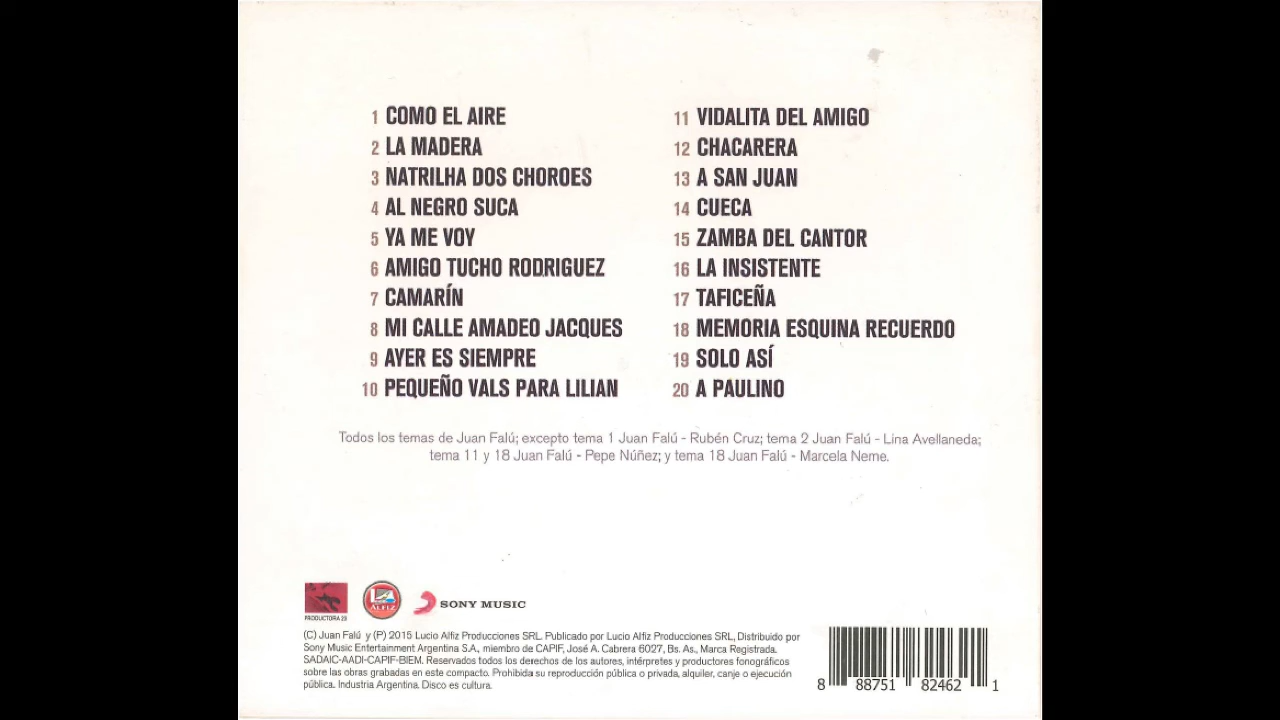 1 COMO EL AIRE
2 LA MADERA
3 NATRILHA DOS CHOROES
4 AL NEGRO SUCA
5 YA ME VOY
6 AMIGO TUCHO RODRIGUEZ
7 CAMARÍN
8 MI CALLE AMADEO JACQUES
9 AYER ES SIEMPRE
10 PEQUEÑO VALS PARA LILIAN
11 VIDALITA DEL AMIGO
12 CHACARERA
13 A SAN JUAN
14 CUECA
15 ZAMBA DEL CANTOR
16 LA INSISTENTE
17 TAFICEÑA
18 MEMORIA ESQUINA RECUERDO
19 SOLO ASÍ
20 A PAULINO
Todos los temas de Juan Falú; excepto tema 1 Juan Falú - Rubén Cruz; tema 2 Juan Falú - Lina Avellaneda;
tema 11 y 18 Juan Falú - Pepe Núñez; y tema 18 Juan Falú - Marcela Neme.
PRODUCTORA 20
ALFIZ
SONY MUSIC
(C) Juan Falú y (P) 2015 Lucio Alfiz Producciones SRL. Publicado por Lucio Alfiz Producciones SRL, Distribuido por
Sony Music Entertainment Argentina S.A., miembro de CAPIF, José A. Cabrera 6027, Bs. As., Marca Registrada.
SADAIC-AADI-CAPIF-BIEM. Reservados todos los derechos de los autores, intérpretes y productores fonográficos
sobre las obras grabadas en este compacto. Prohibida su reproducción pública o privada, alquiler, canje o ejecución
pública. Industria Argentina. Disco es cultura.
8 88751 82462 1